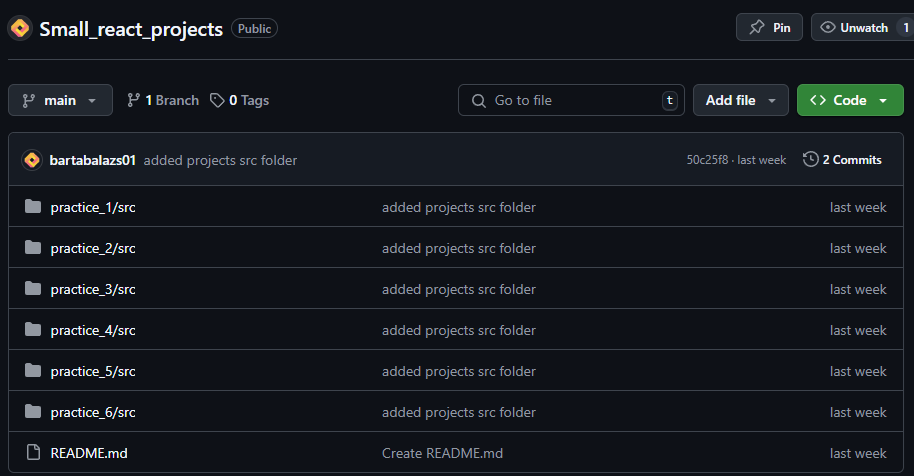 Small_react_projects Public Pin Unwatch 1
main 1 Branch 0 Tags Go to file t Add file Code
bartabalazs01 added projects src folder 50c25f8 · last week 2 Commits
practice_1/src added projects src folder last week
practice_2/src added projects src folder last week
practice_3/src added projects src folder last week
practice_4/src added projects src folder last week
practice_5/src added projects src folder last week
practice_6/src added projects src folder last week
README.md Create README.md last week